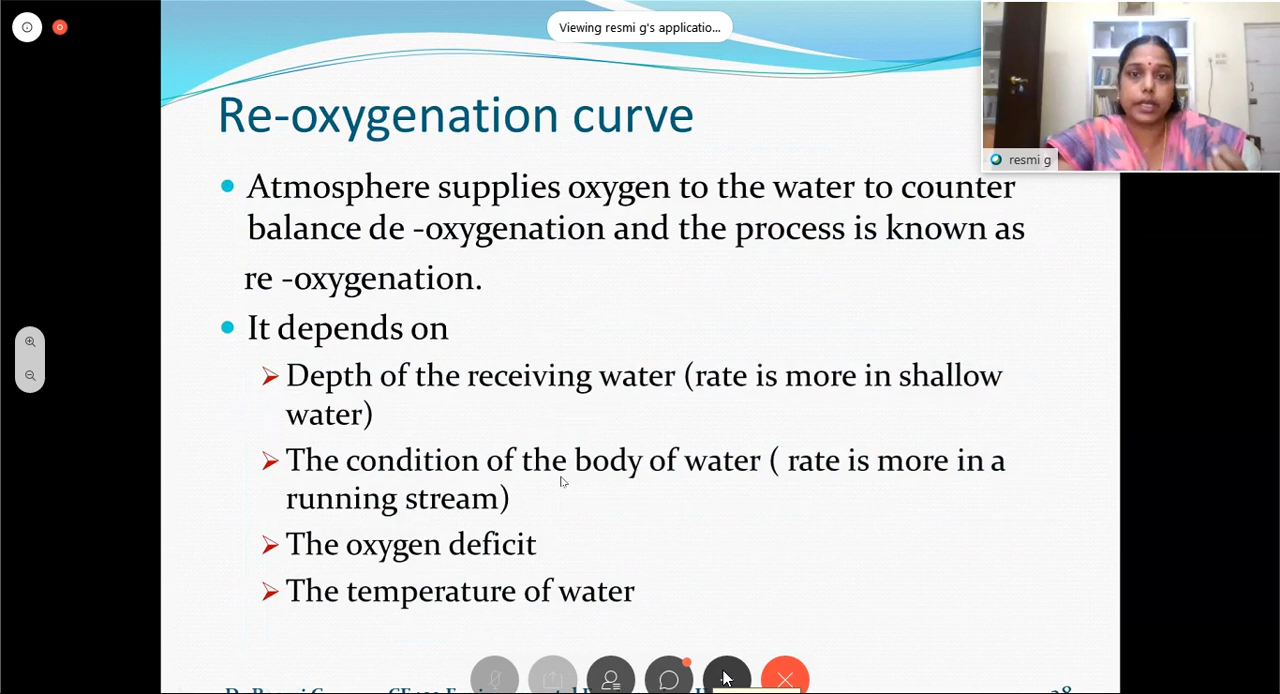 Viewing resmi g's applicatio...
resmi g
Re-oxygenation curve
Atmosphere supplies oxygen to the water to counter
balance de -oxygenation and the process is known as
re -oxygenation.
It depends on
Depth of the receiving water (rate is more in shallow
water)
The condition of the body of water ( rate is more in a
running stream)
The oxygen deficit
The temperature of water